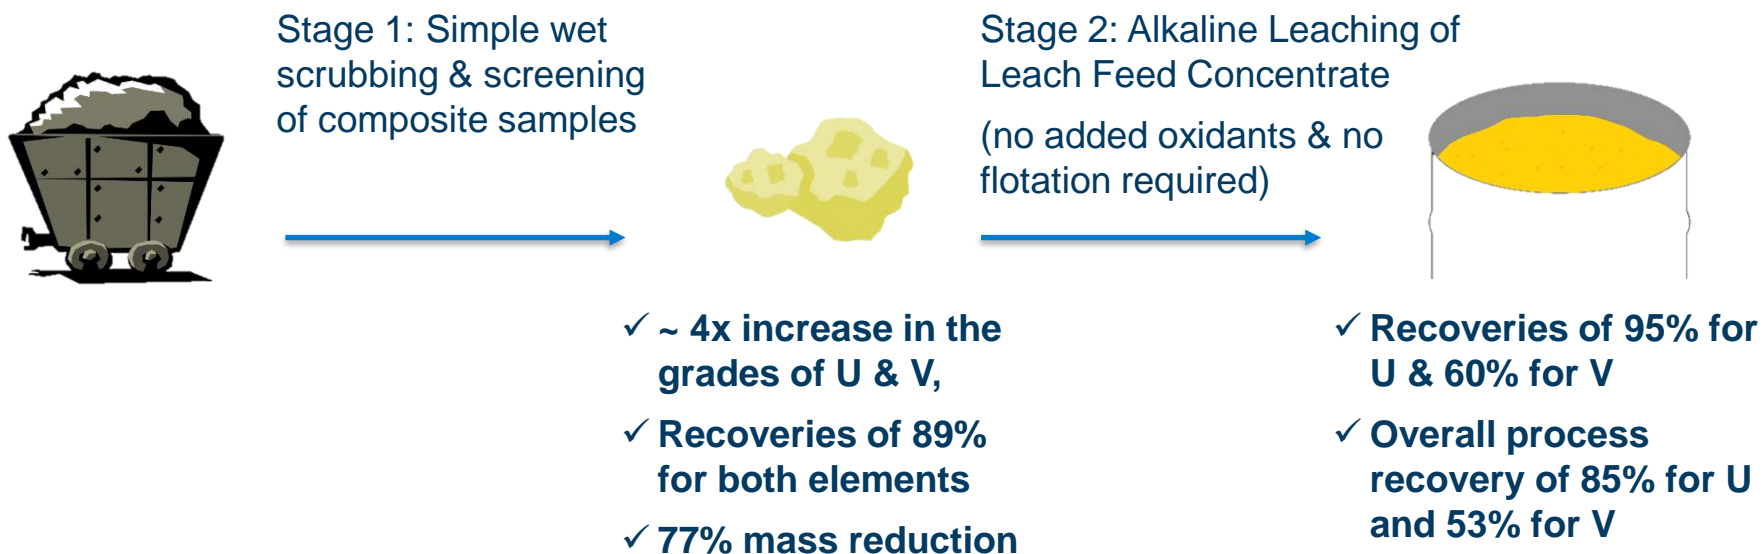 Stage 1: Simple wet
scrubbing & screening
of composite samples
Stage 2: Alkaline Leaching of
Leach Feed Concentrate
(no added oxidants & no
flotation required)
✓ ~ 4x increase in the
grades of U & V,
✓ Recoveries of 89%
for both elements
✓ 77% mass reduction
✓ Recoveries of 95% for
U & 60% for V
✓ Overall process
recovery of 85% for U
and 53% for V